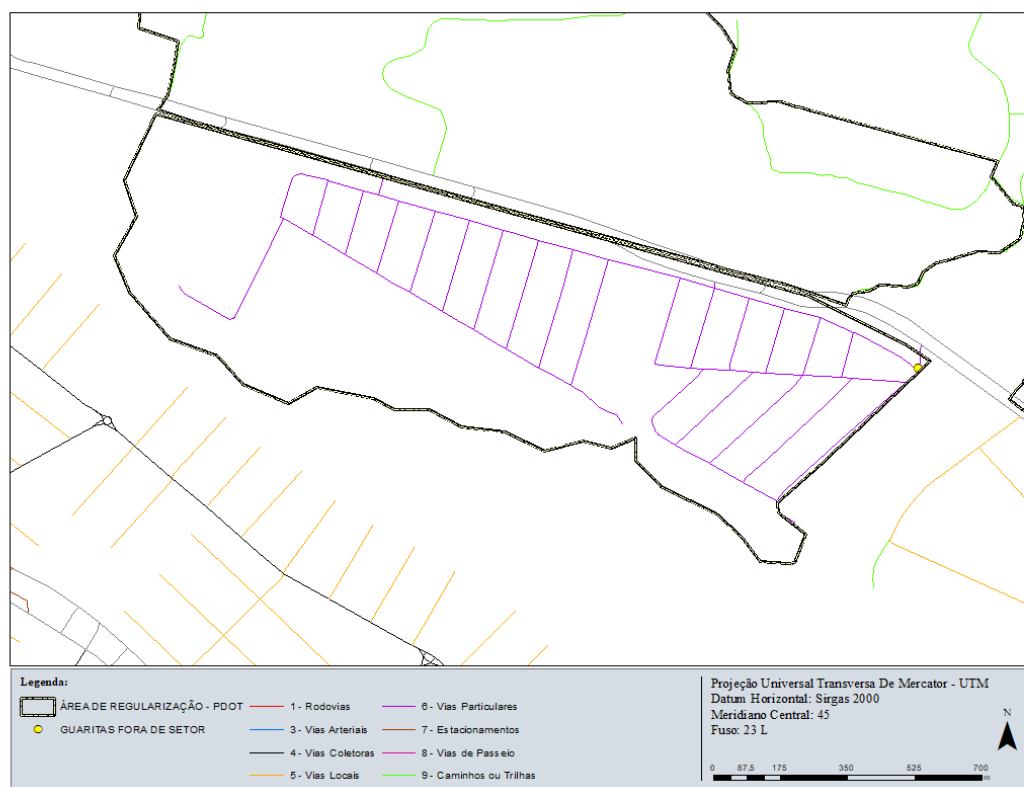 Legenda:
ÁREA DE REGULARIZAÇÃO - PDOT
GUARITAS FORA DE SETOR
1 - Rodovias
3 - Vias Arteriais
4 - Vias Coletoras
5 - Vias Locais
6 - Vias Particulares
7 - Estacionamentos
8 - Vias de Passeio
9 - Caminhos ou Trilhas
Projeção Universal Transversa De Mercator - UTM
Datum Horizontal: Sirgas 2000
Meridiano Central: 45
Fuso: 23 L
N
0 87,5 175 350 525 700
m